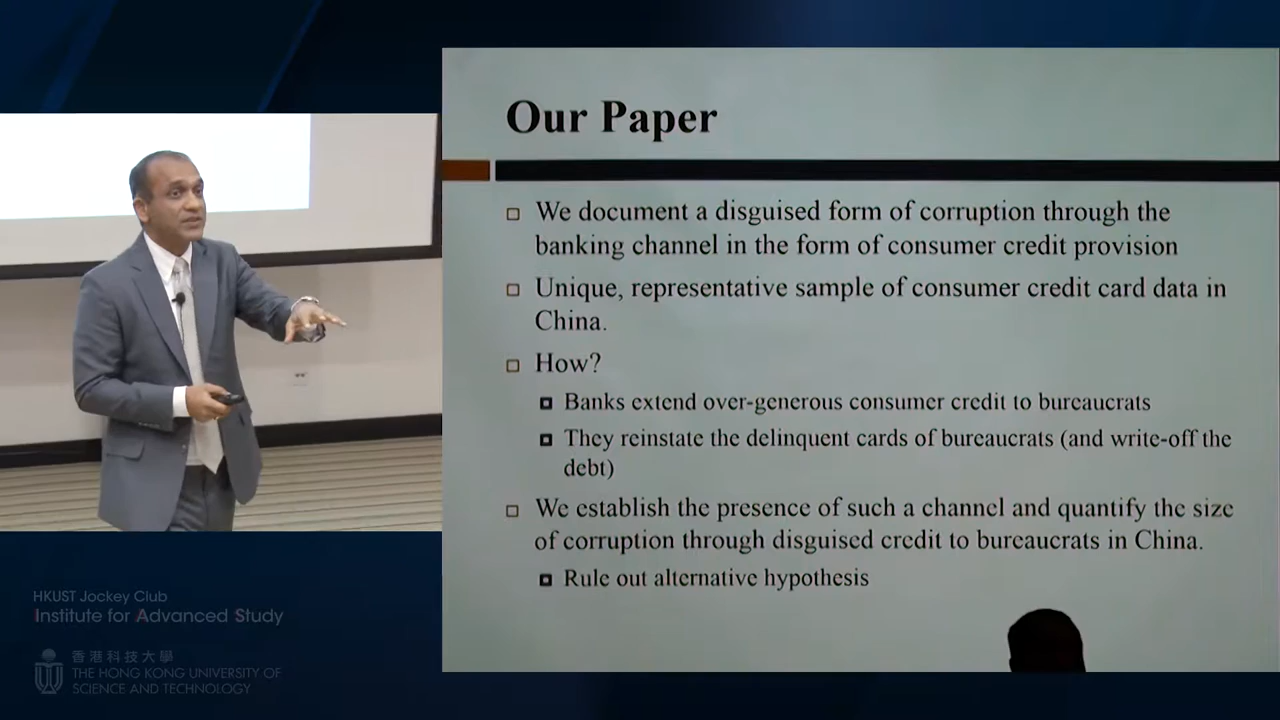 Our Paper
We document a disguised form of corruption through the
banking channel in the form of consumer credit provision
Unique, representative sample of consumer credit card data in
China.
How?
Banks extend over-generous consumer credit to bureaucrats
They reinstate the delinquent cards of bureaucrats (and write-off the
debt)
We establish the presence of such a channel and quantify the size
of corruption through disguised credit to bureaucrats in China.
Rule out alternative hypothesis
HKUST Jockey Club
Institute for Advanced Study
香港科技大學
THE HONG KONG UNIVERSITY OF
SCIENCE AND TECHNOLOGY